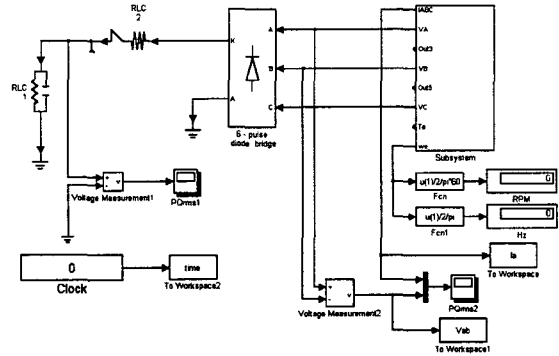 RLC
2
RLC
1
K
A
A
B
C
6 - pulse
diode bridge
IABC
VA
Out3
VB
Out5
VC
Te
we
Subsystem
u(1)/2/pi*60
Fcn
0
RPM
u(1)/2/pi
Fcn1
0
Hz
+
-
v
Voltage Measurement1
PQrms1
0
Clock
time
To Workspace2
Ia
To Workspace
+
-
v
Voltage Measurement2
PQrms2
Vab
To Workspace1